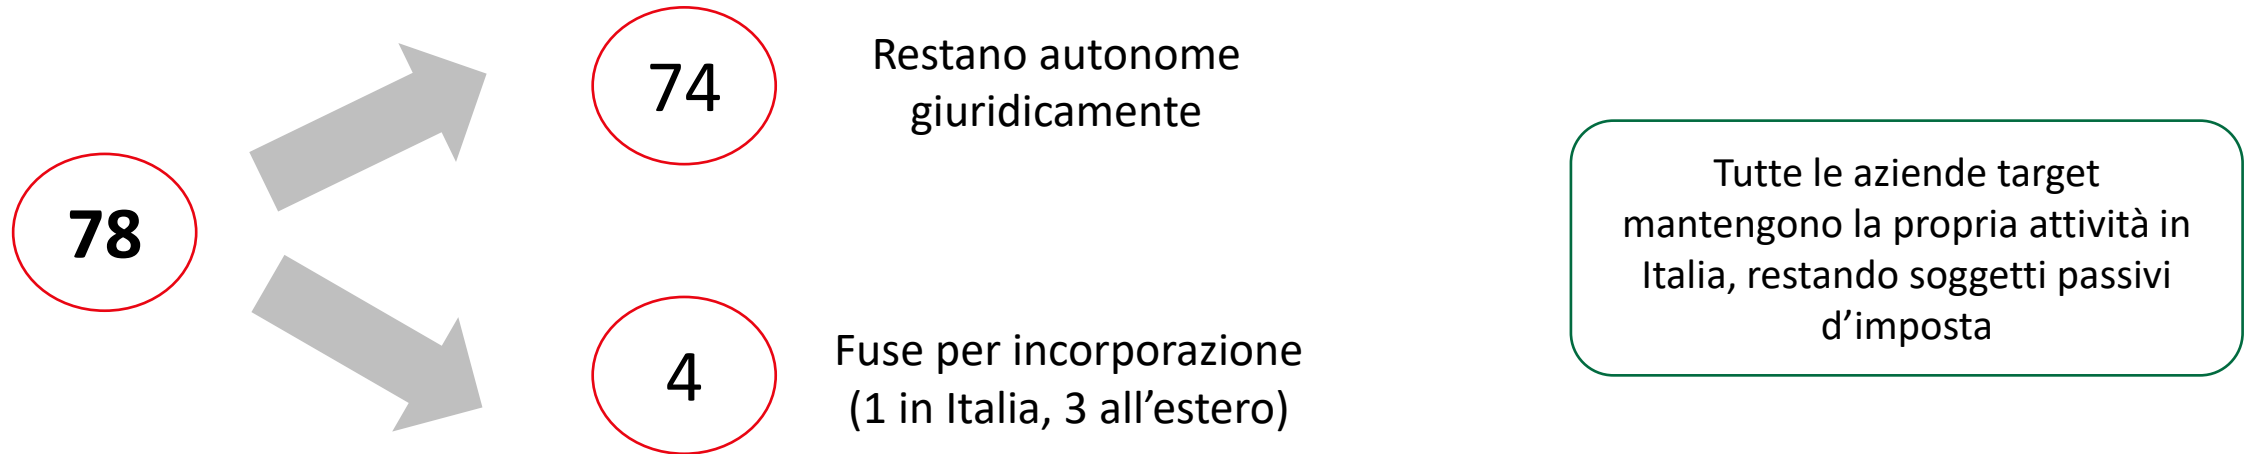 78
74
Restano autonome
giuridicamente
4
Fuse per incorporazione
(1 in Italia, 3 all’estero)
Tutte le aziende target
mantengono la propria attività in
Italia, restando soggetti passivi
d’imposta